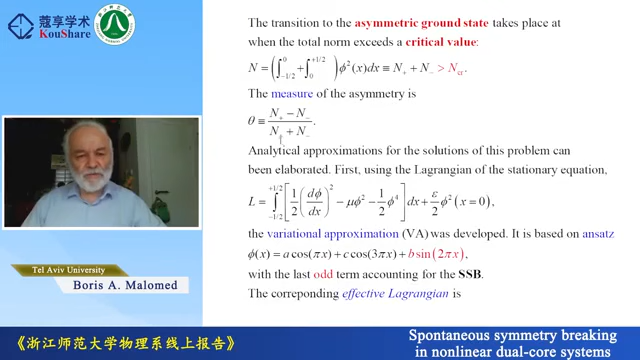 蔻享学术
KouShare
The transition to the asymmetric ground state takes place at
when the total norm exceeds a critical value:
N = (∫_{-1/2}^{0} + ∫_{0}^{+1/2}) ϕ²(x)dx ≡ N₊ + N₋ > N_cr.
The measure of the asymmetry is
θ ≡ (N₊ − N₋)/(N₊ + N₋).
Analytical approximations for the solutions of this problem can
been elaborated. First, using the Lagrangian of the stationary equation,
L = ∫_{-1/2}^{+1/2} [1/2 (dϕ/dx)² − μϕ² − 1/2 ϕ⁴] dx + ε/2 ϕ²(x=0),
the variational approximation (VA) was developed. It is based on ansatz
ϕ(x) = a cos(πx) + c cos(3πx) + b sin(2πx),
with the last odd term accounting for the SSB.
The correponding effective Lagrangian is
Tel Aviv University
Boris A. Malomed
《浙江师范大学物理系线上报告》
Spontaneous symmetry breaking
in nonlinear dual-core systems